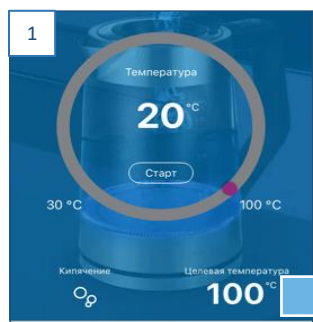 1
Температура
20°C
Старт
30 °C
100 °C
Кипячение
Целевая температура
100°C